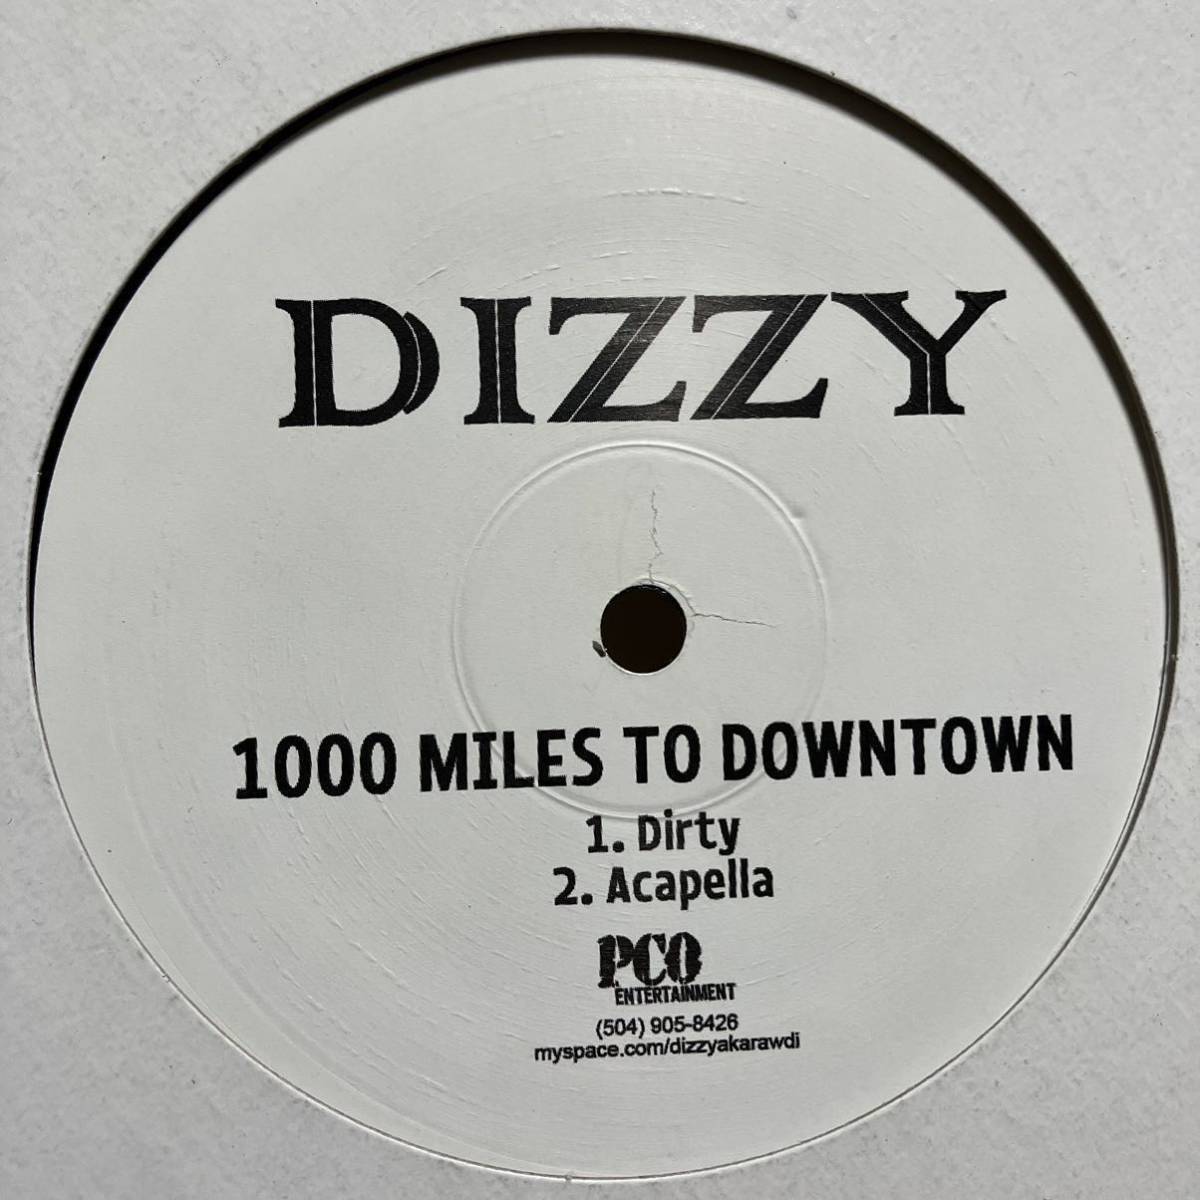 DIZZY
1000 MILES TO DOWNTOWN
1. Dirty
2. Acapella
PCO
ENTERTAINMENT
(504) 905-8426
myspace.com/dizzyakarawdi